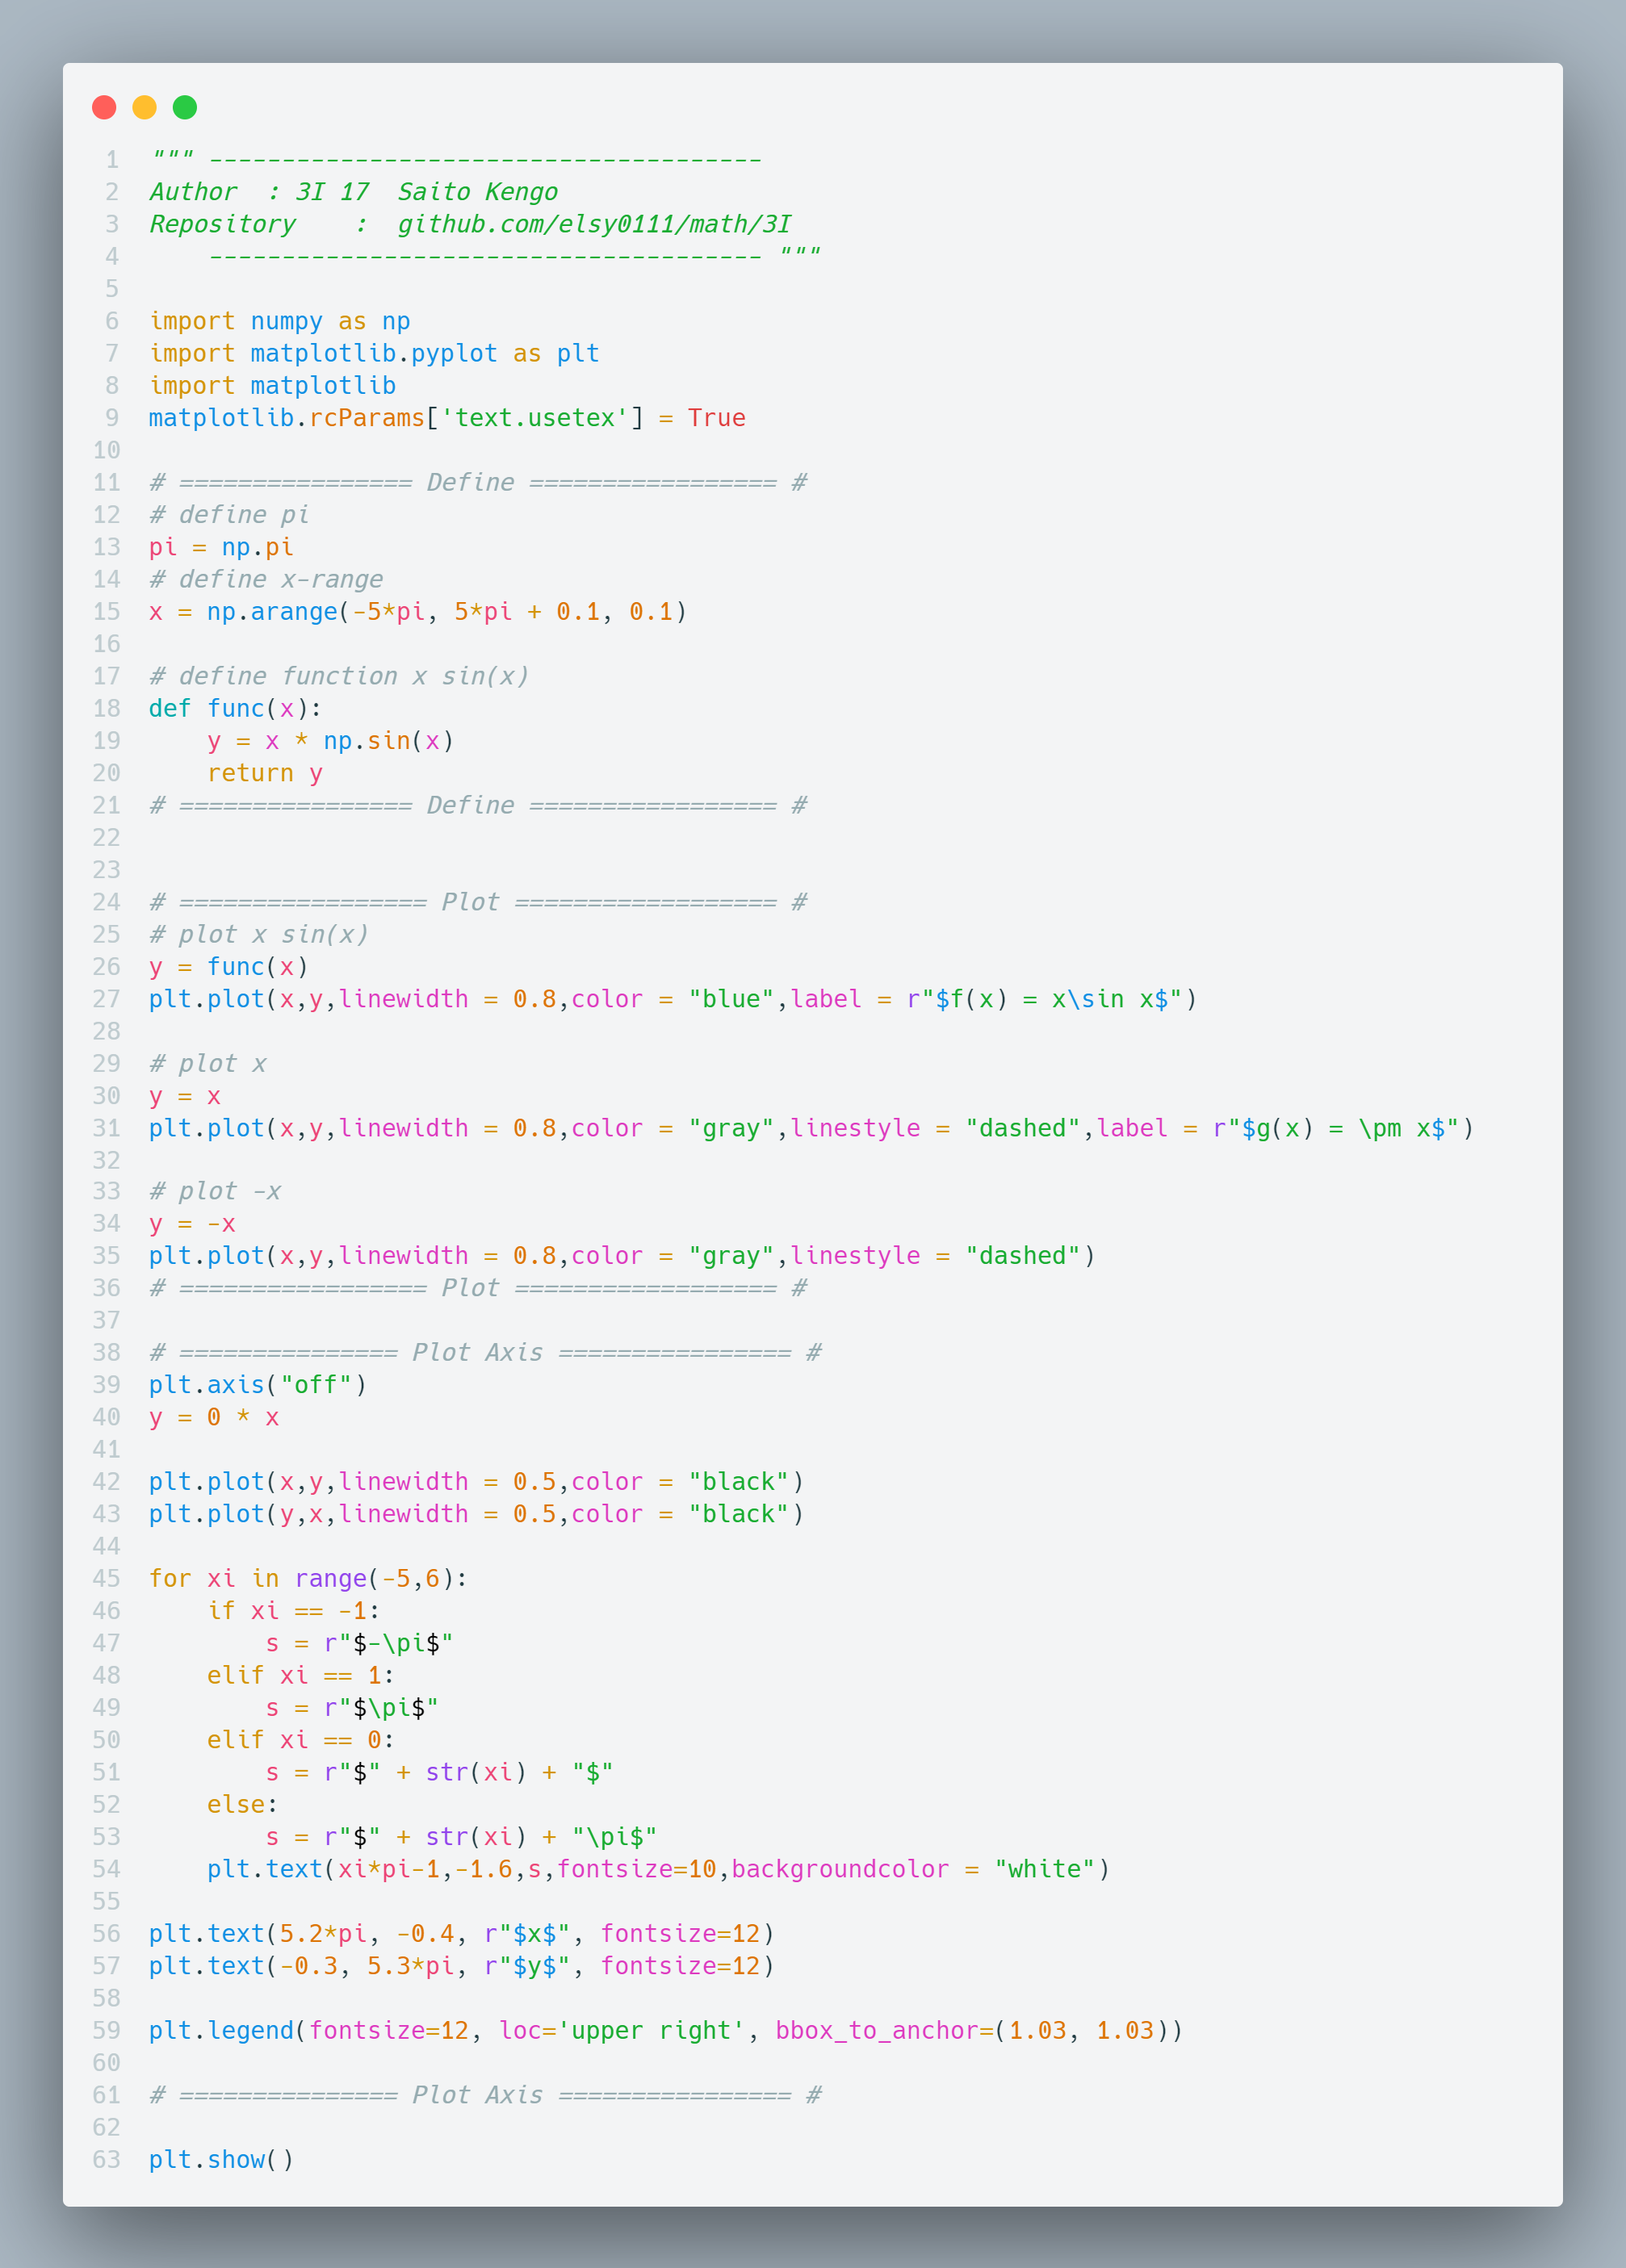 1 """ --------------------------------------
2 Author  : 3I 17  Saito Kengo
3 Repository    :  github.com/elsy0111/math/3I
4     -------------------------------------- """
5
6 import numpy as np
7 import matplotlib.pyplot as plt
8 import matplotlib
9 matplotlib.rcParams['text.usetex'] = True
10
11 # ================ Define ================= #
12 # define pi
13 pi = np.pi
14 # define x-range
15 x = np.arange(-5*pi, 5*pi + 0.1, 0.1)
16
17 # define function x sin(x)
18 def func(x):
19     y = x * np.sin(x)
20     return y
21 # ================ Define ================= #
22
23
24 # ================= Plot ================== #
25 # plot x sin(x)
26 y = func(x)
27 plt.plot(x,y,linewidth = 0.8,color = "blue",label = r"$f(x) = x\sin x$")
28
29 # plot x
30 y = x
31 plt.plot(x,y,linewidth = 0.8,color = "gray",linestyle = "dashed",label = r"$g(x) = \pm x$")
32
33 # plot -x
34 y = -x
35 plt.plot(x,y,linewidth = 0.8,color = "gray",linestyle = "dashed")
36 # ================= Plot ================== #
37
38 # =============== Plot Axis ================ #
39 plt.axis("off")
40 y = 0 * x
41
42 plt.plot(x,y,linewidth = 0.5,color = "black")
43 plt.plot(y,x,linewidth = 0.5,color = "black")
44
45 for xi in range(-5,6):
46     if xi == -1:
47         s = r"$-\pi$"
48     elif xi == 1:
49         s = r"$\pi$"
50     elif xi == 0:
51         s = r"$" + str(xi) + "$"
52     else:
53         s = r"$" + str(xi) + "\pi$"
54     plt.text(xi*pi-1,-1.6,s,fontsize=10,backgroundcolor = "white")
55
56 plt.text(5.2*pi, -0.4, r"$x$", fontsize=12)
57 plt.text(-0.3, 5.3*pi, r"$y$", fontsize=12)
58
59 plt.legend(fontsize=12, loc='upper right', bbox_to_anchor=(1.03, 1.03))
60
61 # =============== Plot Axis ================ #
62
63 plt.show()